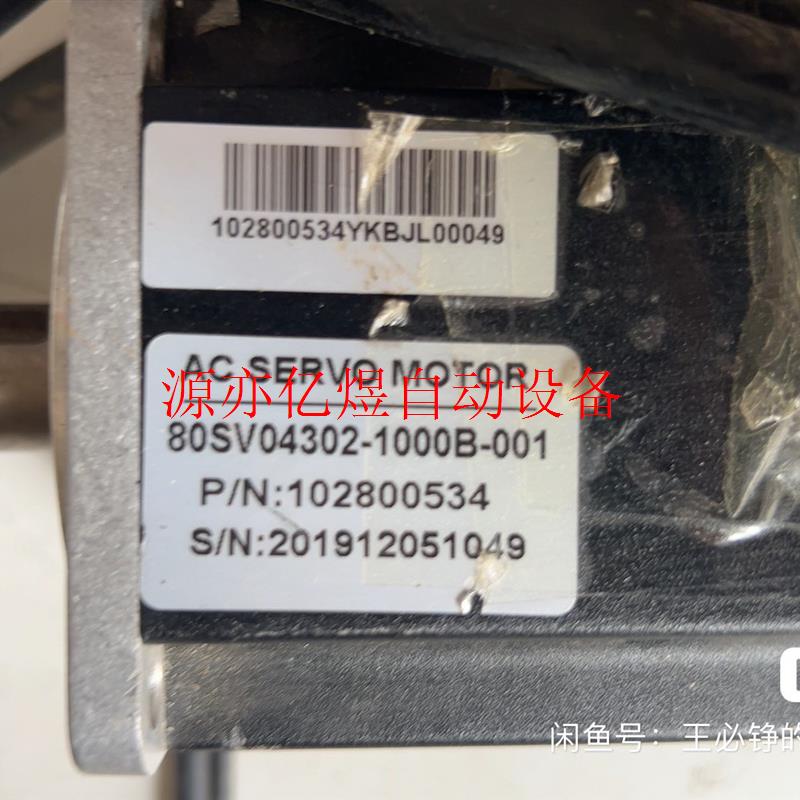 102800534YKBJL00049
AC SERVO MOTOR
源亦亿煜自动设备
80SV04302-1000B-001
P/N:102800534
S/N:201912051049
闲鱼号：王必铮的